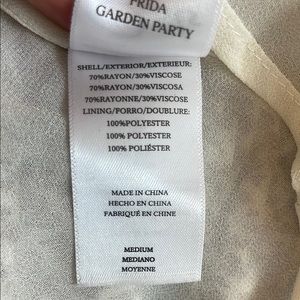 FRIDA
GARDEN PARTY
SHELL/EXTERIOR/EXTERIEUR:
70%RAYON/30%VISCOSE
70%RAYON/30%VISCOSA
70%RAYONNE/30%VISCOSE
LINING/FORRO/DOUBLURE:
100%POLYESTER
100%POLYESTER
100% POLIÉSTER
MADE IN CHINA
HECHO EN CHINA
FABRIQUÉ EN CHINE
MEDIUM
MEDIANO
MOYENNE